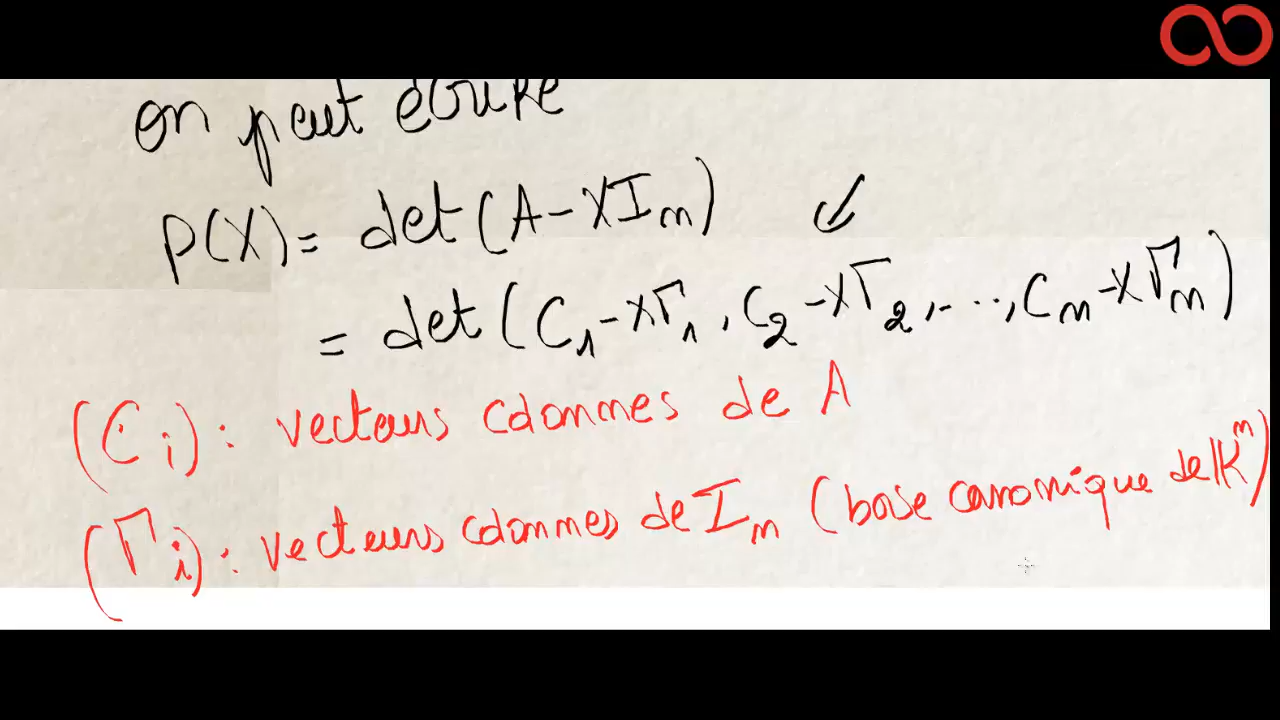 on peut écrire
P(X) = det(A - XIₙ)
= det(C₁ - XΓ₁, C₂ - XΓ₂, ..., Cₙ - XΓₙ)
(Cᵢ) : vecteurs colonnes de A
(Γᵢ) : vecteurs colonnes de Iₙ (base canonique de 𝕂ⁿ)